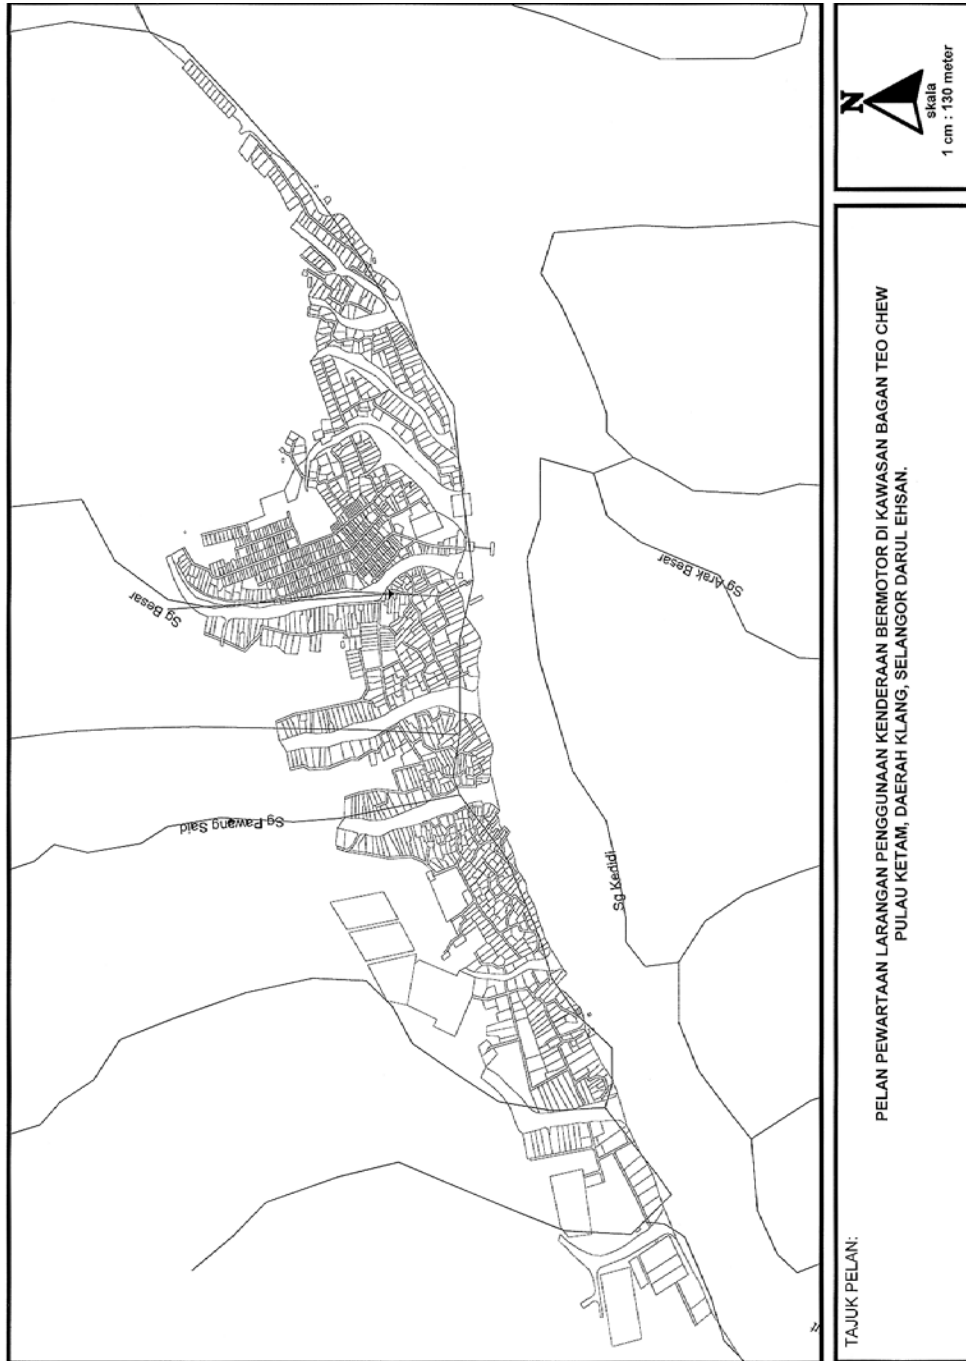 N
skala
1 cm : 130 meter
Sg Besar
Sg Pawang Said
Sg Kedidi
Sg Arak Besar
TAJUK PELAN:
PELAN PEWARTAAN LARANGAN PENGGUNAAN KENDERAAN BERMOTOR DI KAWASAN BAGAN TEO CHEW
PULAU KETAM, DAERAH KLANG, SELANGOR DARUL EHSAN.